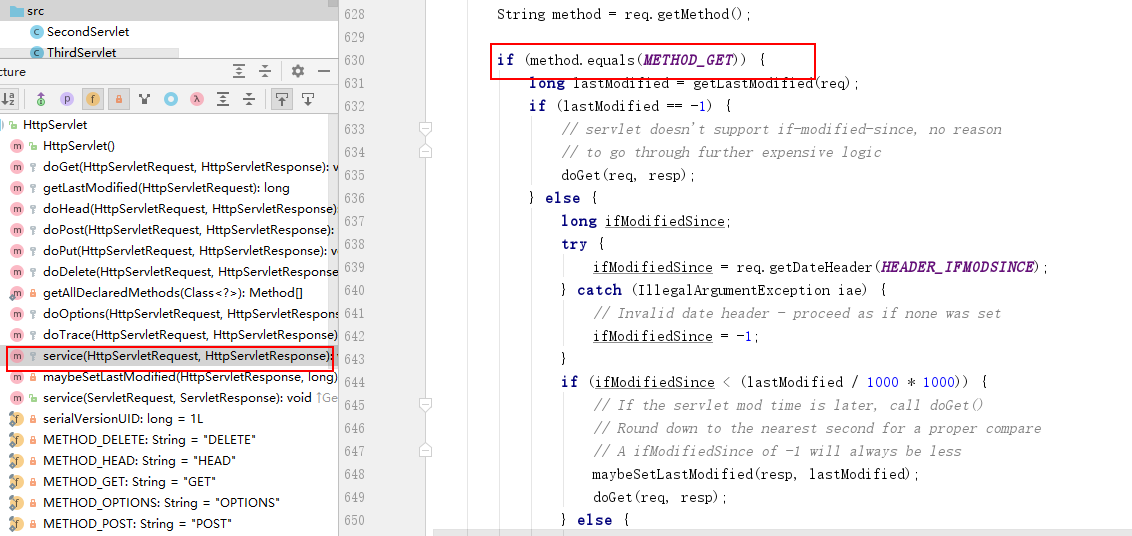 src
SecondServlet
ThirdServlet
cture
HttpServlet
HttpServlet()
doGet(HttpServletRequest, HttpServletResponse): v
getLastModified(HttpServletRequest): long
doHead(HttpServletRequest, HttpServletResponse):
doPost(HttpServletRequest, HttpServletResponse):
doPut(HttpServletRequest, HttpServletResponse): vo
doDelete(HttpServletRequest, HttpServletResponse):
getAllDeclaredMethods(Class<?>): Method[]
doOptions(HttpServletRequest, HttpServletResponse)
doTrace(HttpServletRequest, HttpServletResponse):
service(HttpServletRequest, HttpServletResponse):
maybeSetLastModified(HttpServletResponse, long)
service(ServletRequest, ServletResponse): void ↑Ge
serialVersionUID: long = 1L
METHOD_DELETE: String = "DELETE"
METHOD_HEAD: String = "HEAD"
METHOD_GET: String = "GET"
METHOD_OPTIONS: String = "OPTIONS"
METHOD_POST: String = "POST"
628 String method = req.getMethod();
629
630 if (method.equals(METHOD_GET)) {
631 long lastModified = getLastModified(req);
632 if (lastModified == -1) {
633 // servlet doesn't support if-modified-since, no reason
634 // to go through further expensive logic
635 doGet(req, resp);
636 } else {
637 long ifModifiedSince;
638 try {
639 ifModifiedSince = req.getDateHeader(HEADER_IFMODSINCE);
640 } catch (IllegalArgumentException iae) {
641 // Invalid date header - proceed as if none was set
642 ifModifiedSince = -1;
643 }
644 if (ifModifiedSince < (lastModified / 1000 * 1000)) {
645 // If the servlet mod time is later, call doGet()
646 // Round down to the nearest second for a proper compare
647 // A ifModifiedSince of -1 will always be less
648 maybeSetLastModified(resp, lastModified);
649 doGet(req, resp);
650 } else {